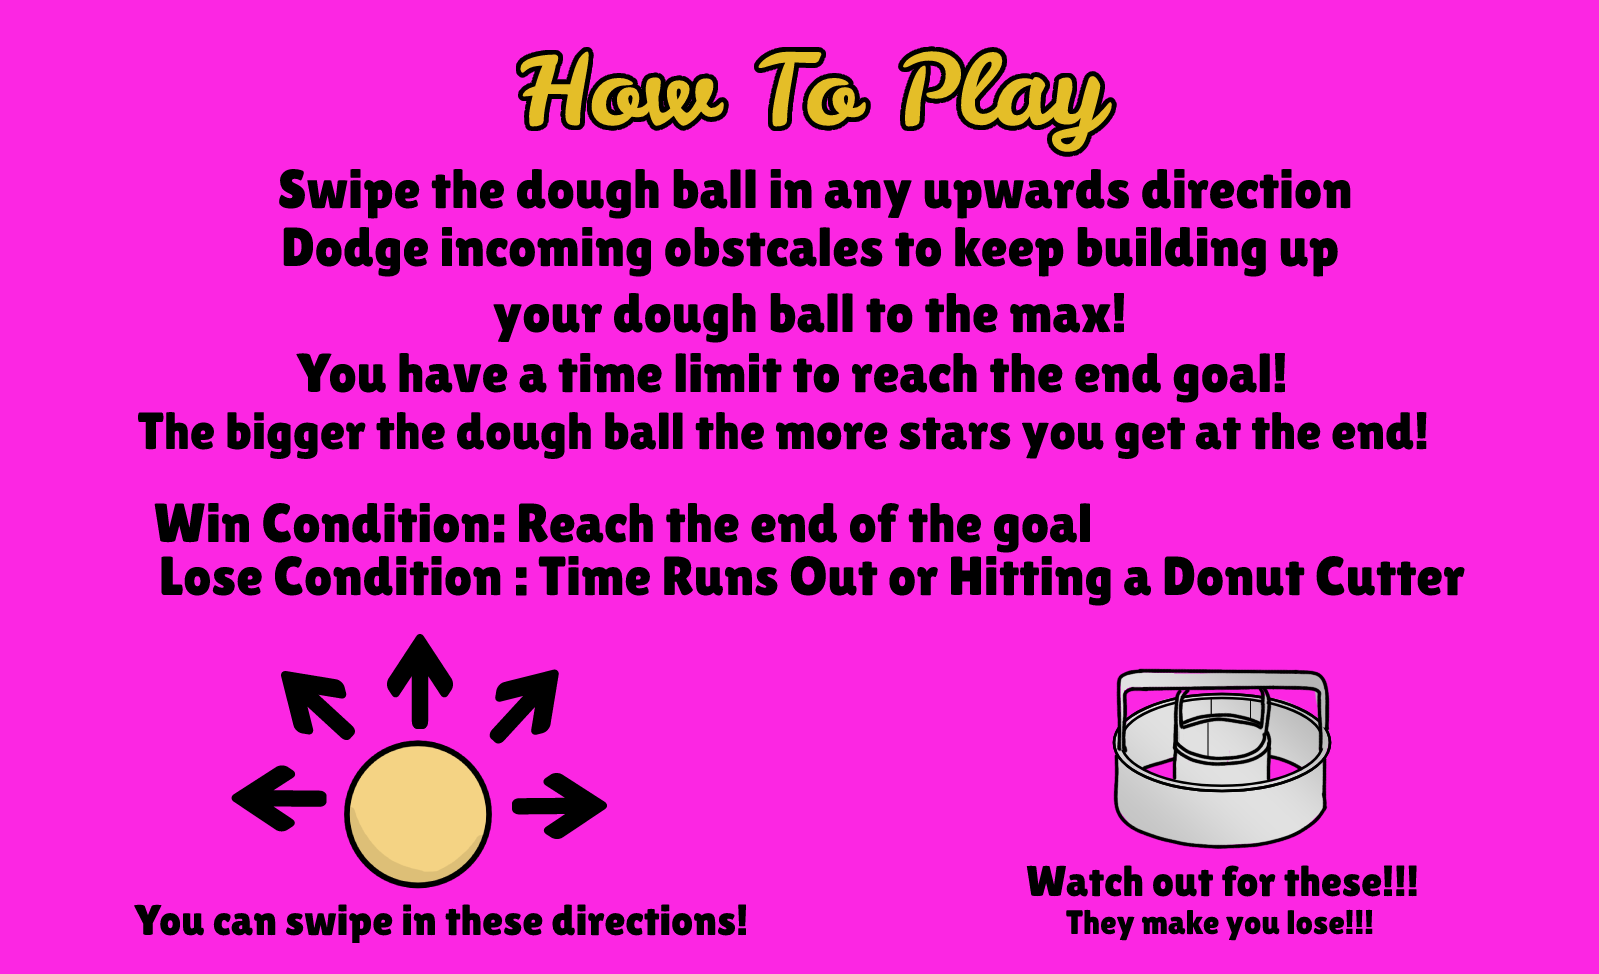 How To Play
Swipe the dough ball in any upwards direction
Dodge incoming obstcales to keep building up
your dough ball to the max!
You have a time limit to reach the end goal!
The bigger the dough ball the more stars you get at the end!
Win Condition: Reach the end of the goal
Lose Condition : Time Runs Out or Hitting a Donut Cutter
You can swipe in these directions!
Watch out for these!!!
They make you lose!!!